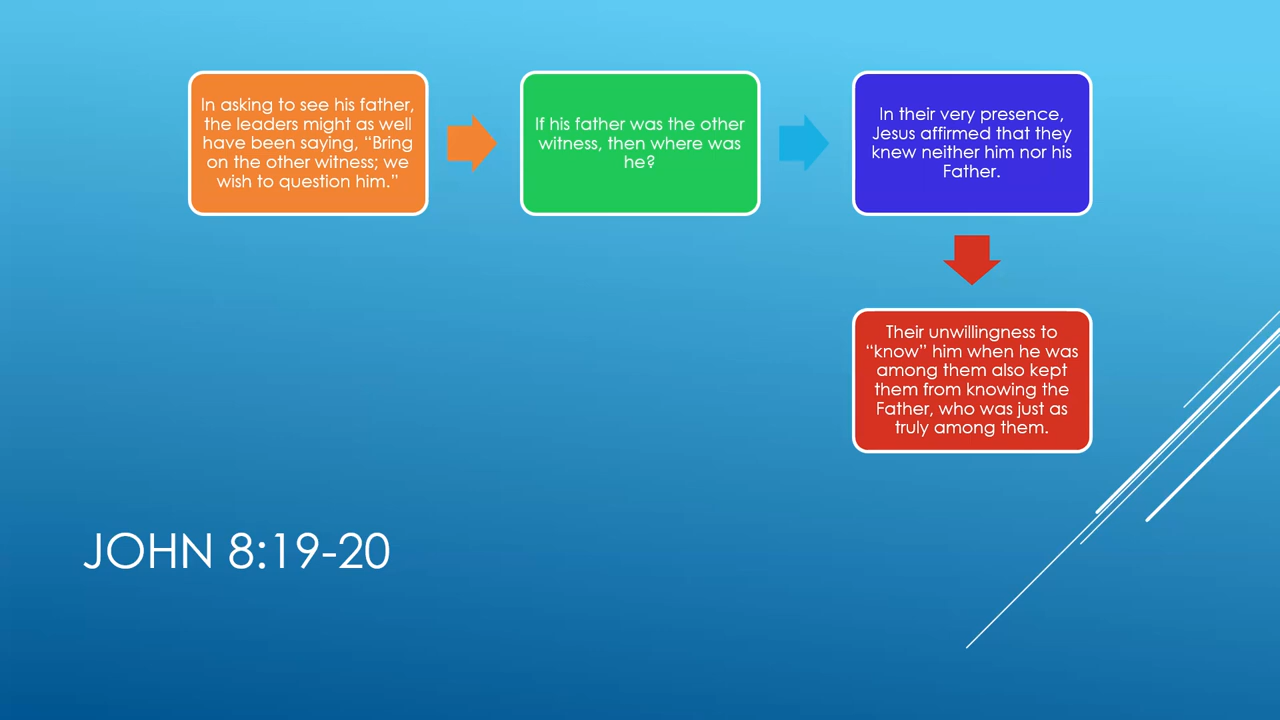 In asking to see his father,
the leaders might as well
have been saying, “Bring
on the other witness; we
wish to question him.”
If his father was the other
witness, then where was
he?
In their very presence,
Jesus affirmed that they
knew neither him nor his
Father.
Their unwillingness to
“know” him when he was
among them also kept
them from knowing the
Father, who was just as
truly among them.
JOHN 8:19-20